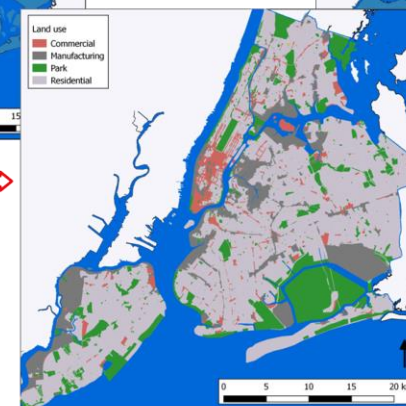 Land use
Commercial
Manufacturing
Park
Residential
15
0 5 10 15 20 k